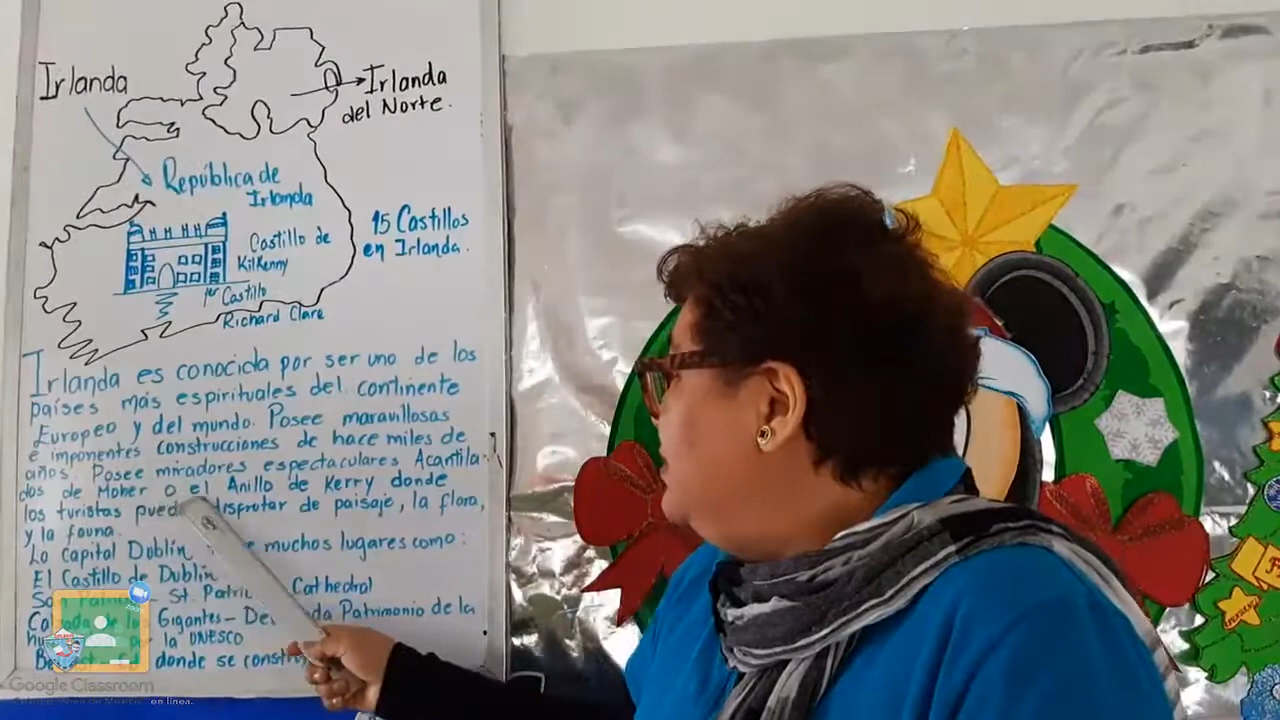 Irlanda
Irlanda
del Norte.
República de
Irlanda
15 Castillos
en Irlanda.
Castillo de
Kilkenny
1er Castillo
Richard Clare
Irlanda es conocida por ser uno de los
países más espirituales del continente
Europeo y del mundo. Posee maravillosas
e imponentes construcciones de hace miles de
años. Posee miradores espectaculares Acantila
dos de Moher o el Anillo de Kerry donde
los turistas disprotar de paisaje, la flora,
y la fauna.
La capital Dublín muchos lugares como:
El Castillo de Dublín
St. Patric Cathedral
Gigantes - Patrimonio de la
la UNESCO
donde se constr
Google Classroom
en línea.